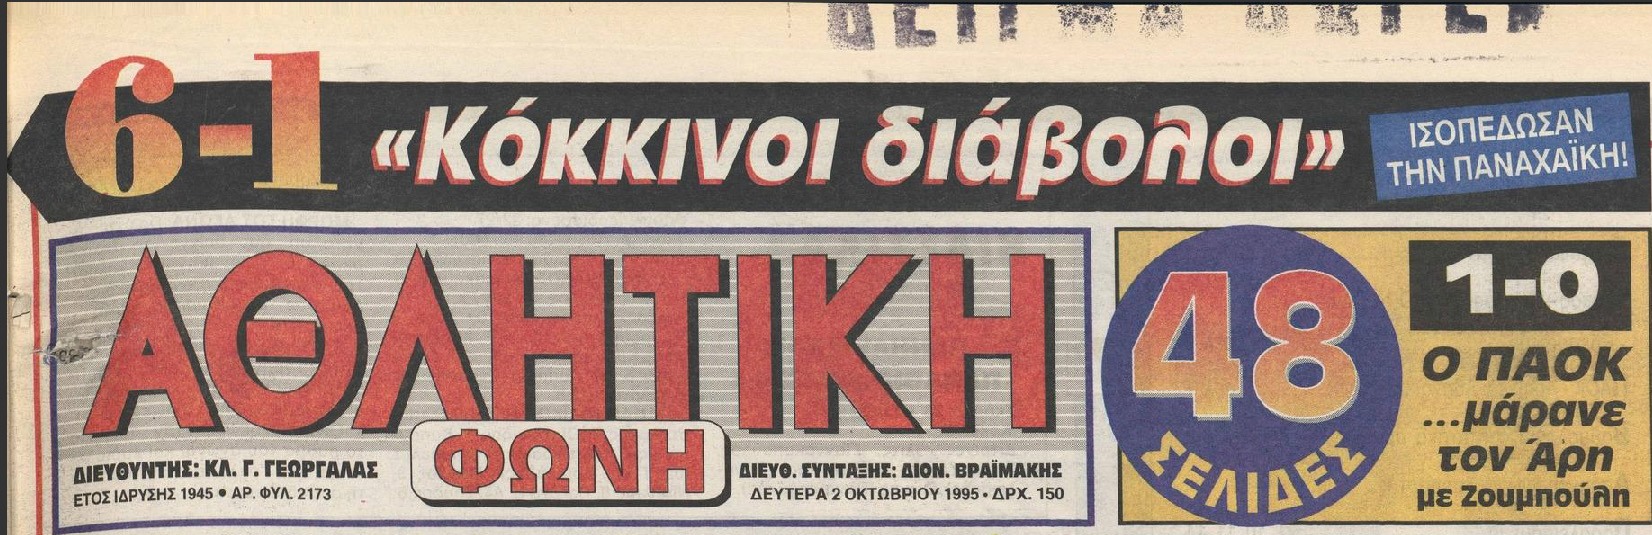 6-1 «Κόκκινοι διάβολοι»
ΙΣΟΠΕΔΩΣΑΝ
ΤΗΝ ΠΑΝΑΧΑΪΚΗ!
ΑΘΛΗΤΙΚΗ
ΦΩΝΗ
ΔΙΕΥΘΥΝΤΗΣ: ΚΛ. Γ. ΓΕΩΡΓΑΛΑΣ
ΕΤΟΣ ΙΔΡΥΣΗΣ 1945 • ΑΡ. ΦΥΛ. 2173
ΔΙΕΥΘ. ΣΥΝΤΑΞΗΣ: ΔΙΟΝ. ΒΡΑΪΜΑΚΗΣ
ΔΕΥΤΕΡΑ 2 ΟΚΤΩΒΡΙΟΥ 1995 • ΔΡΧ. 150
48
ΣΕΛΙΔΕΣ
1-0
Ο ΠΑΟΚ
...μάρανε
τον Άρη
με Ζουμπούλη